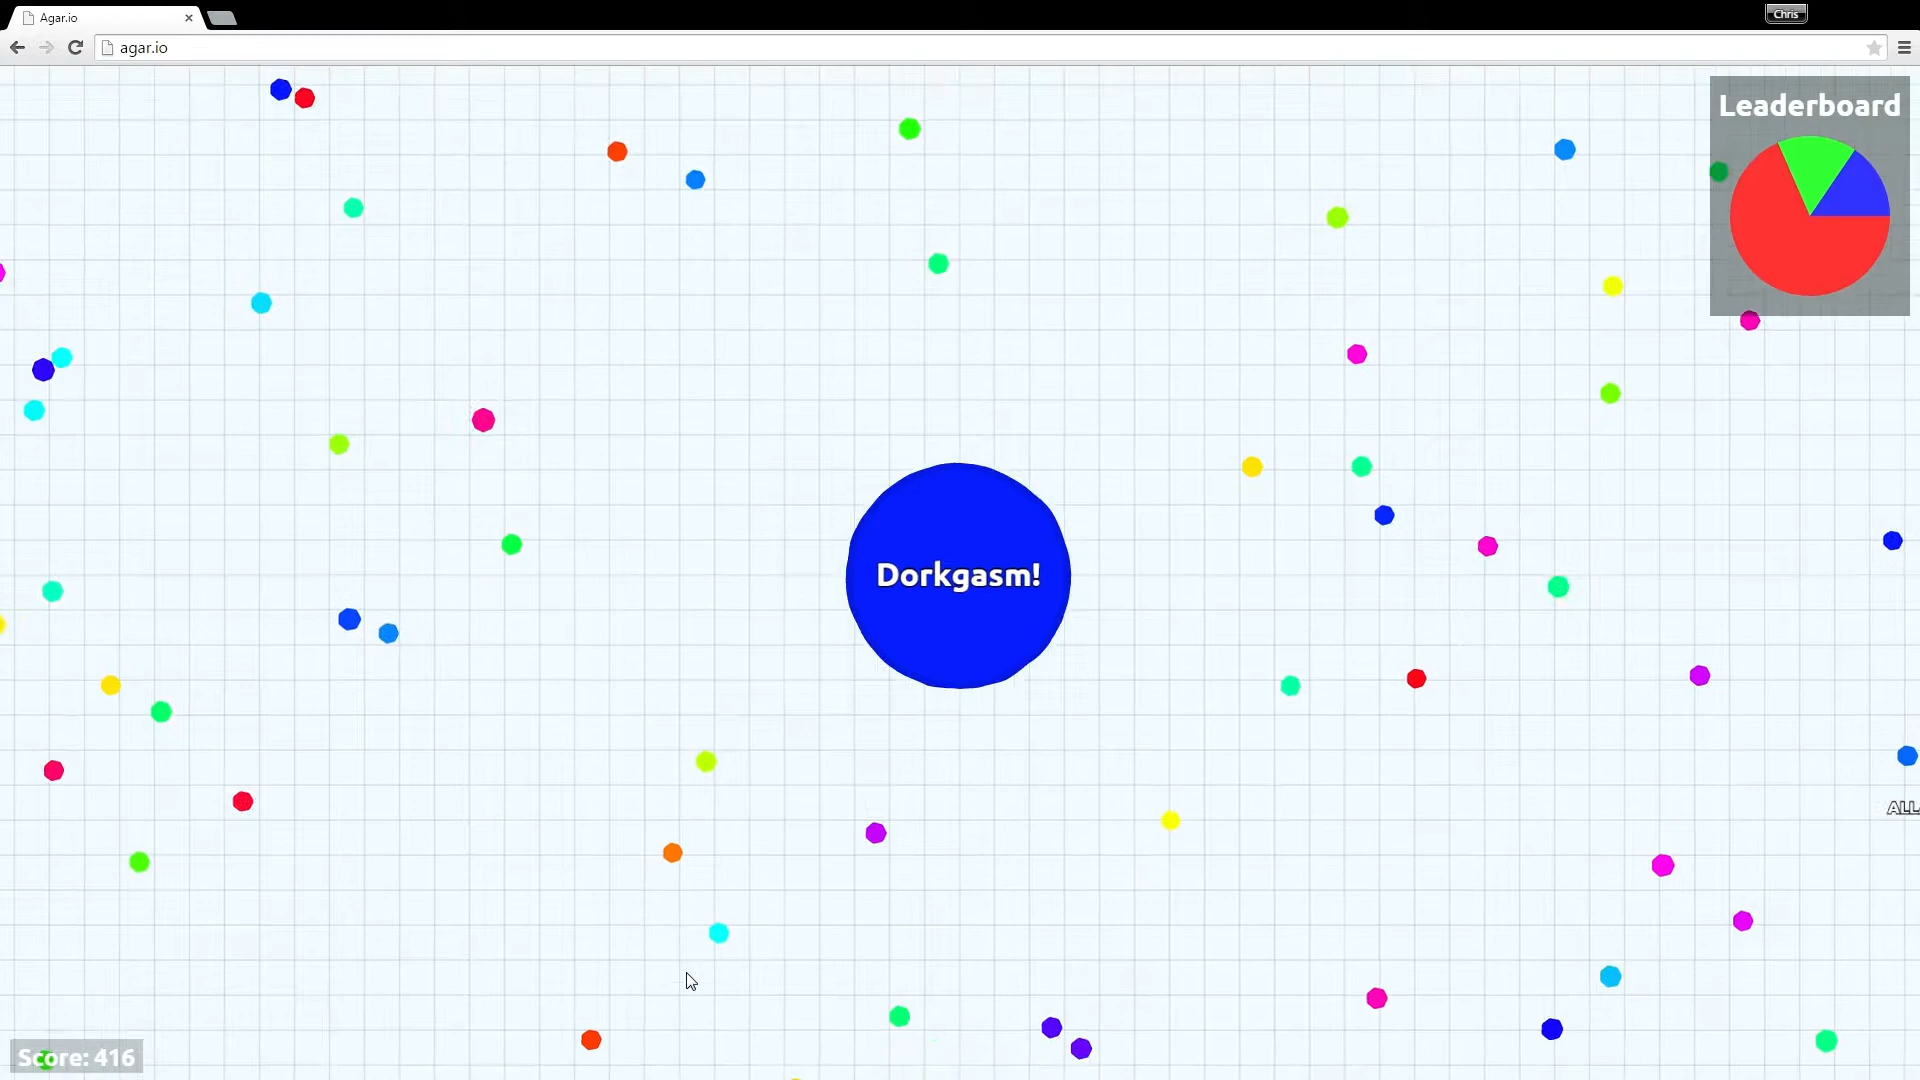 Agar.io
Chris
agar.io
Leaderboard
Dorkgasm!
ALL
Score: 416